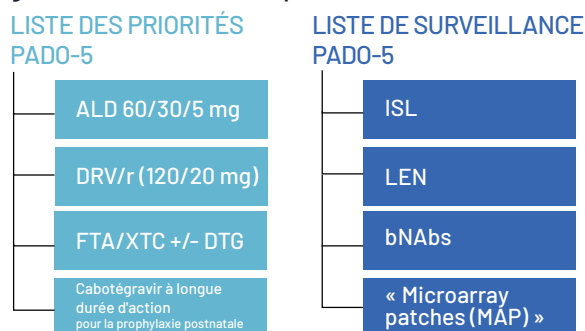 LISTE DES PRIORITÉS
PADO-5
ALD 60/30/5 mg
DRV/r (120/20 mg)
FTA/XTC +/- DTG
Cabotégravir à longue
durée d'action
pour la prophylaxie postnatale
LISTE DE SURVEILLANCE
PADO-5
ISL
LEN
bNAbs
« Microarray
patches (MAP) »